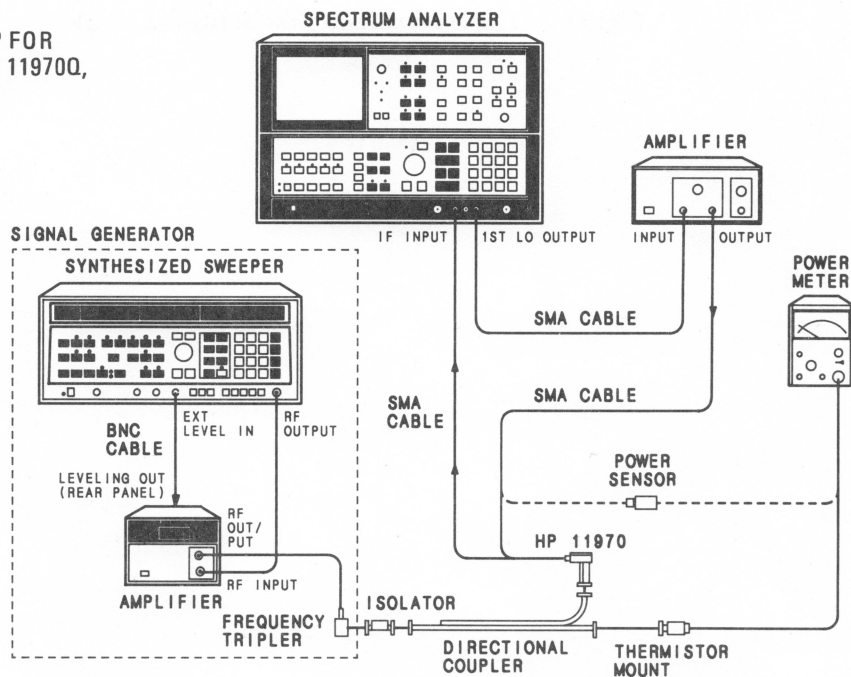 SPECTRUM ANALYZER
FOR
11970Q,
AMPLIFIER
IF INPUT
1ST LO OUTPUT
INPUT
OUTPUT
SIGNAL GENERATOR
SYNTHESIZED SWEEPER
POWER
METER
SMA CABLE
SMA
CABLE
SMA CABLE
EXT
LEVEL IN
RF
OUTPUT
BNC
CABLE
LEVELING OUT
(REAR PANEL)
POWER
SENSOR
RF
OUT/
PUT
HP 11970
RF INPUT
AMPLIFIER
ISOLATOR
FREQUENCY
TRIPLER
DIRECTIONAL
COUPLER
THERMISTOR
MOUNT